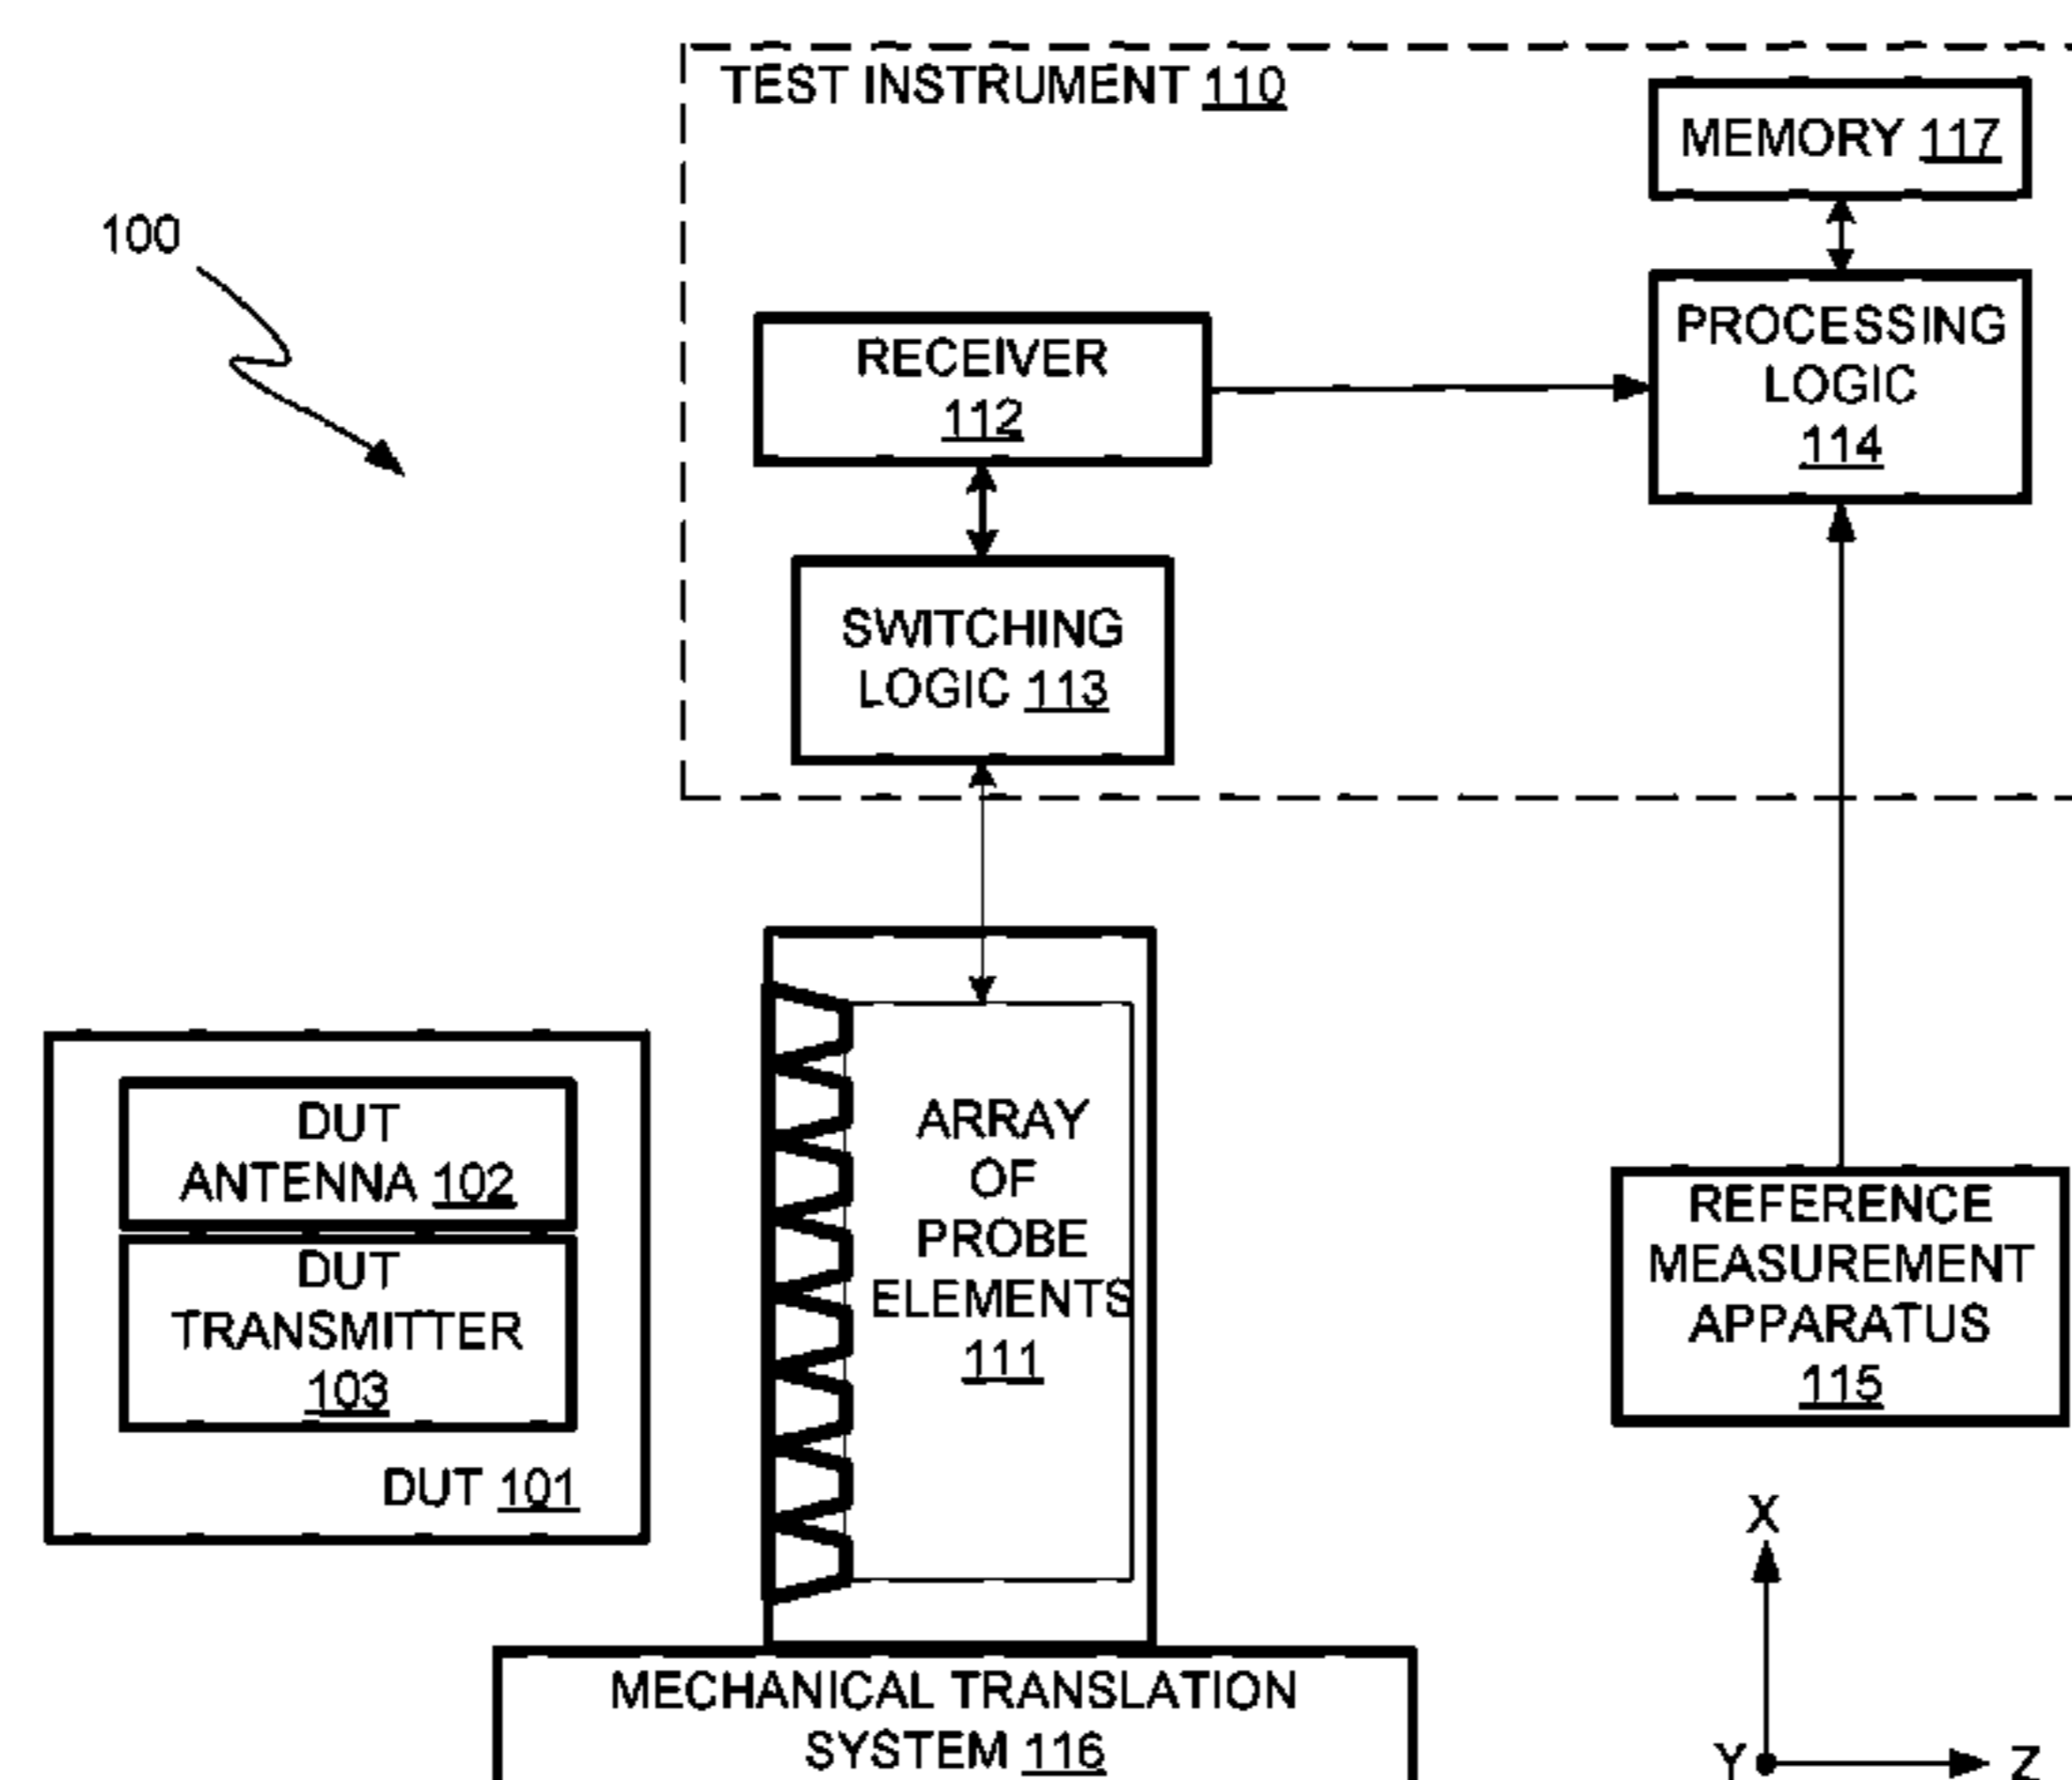 TEST INSTRUMENT 110
MEMORY 117
100
PROCESSING
LOGIC
114
RECEIVER
112
SWITCHING
LOGIC 113
DUT
ANTENNA 102
DUT
TRANSMITTER
103
DUT 101
ARRAY
OF
PROBE
ELEMENTS
111
REFERENCE
MEASUREMENT
APPARATUS
115
MECHANICAL TRANSLATION
SYSTEM 116
X
Y
Z